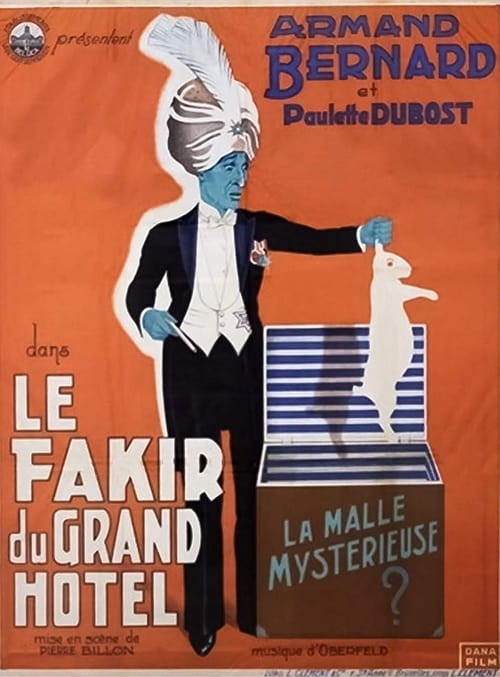 présentent
ARMAND
BERNARD
et
Paulette DUBOST
dans
LE
FAKIR
du GRAND
HOTEL
mise en scène de
PIERRE BILLON
LA MALLE
MYSTERIEUSE
?
musique d'OBERFELD
DANA
FILM